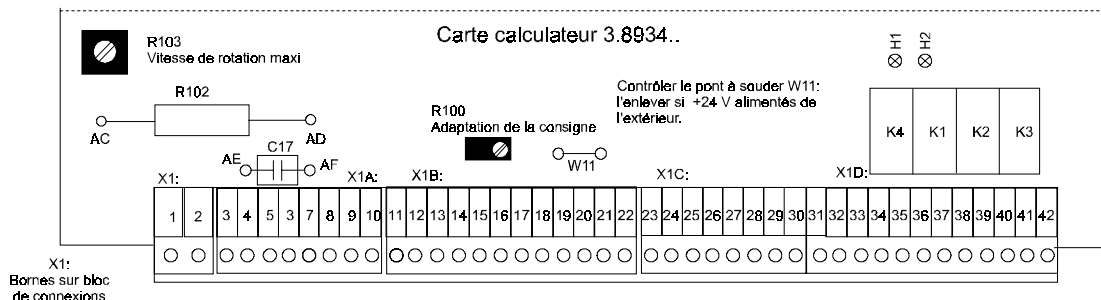 Carte calculateur 3.8934..
R103
Vitesse de rotation maxi
H1
H2
R102
AC
AD
R100
Adaptation de la consigne
Contrôler le pont à souder W11:
l'enlever si +24 V alimentés de
l'extérieur.
K4 K1 K2 K3
AE C17 AF
W11
X1: X1A: X1B: X1C: X1D:
1 2 3 4 5 3 7 8 9 10 11 12 13 14 15 16 17 18 19 20 21 22 23 24 25 26 27 28 29 30 31 32 33 34 35 36 37 38 39 40 41 42
X1:
Bornes sur bloc
de connexions